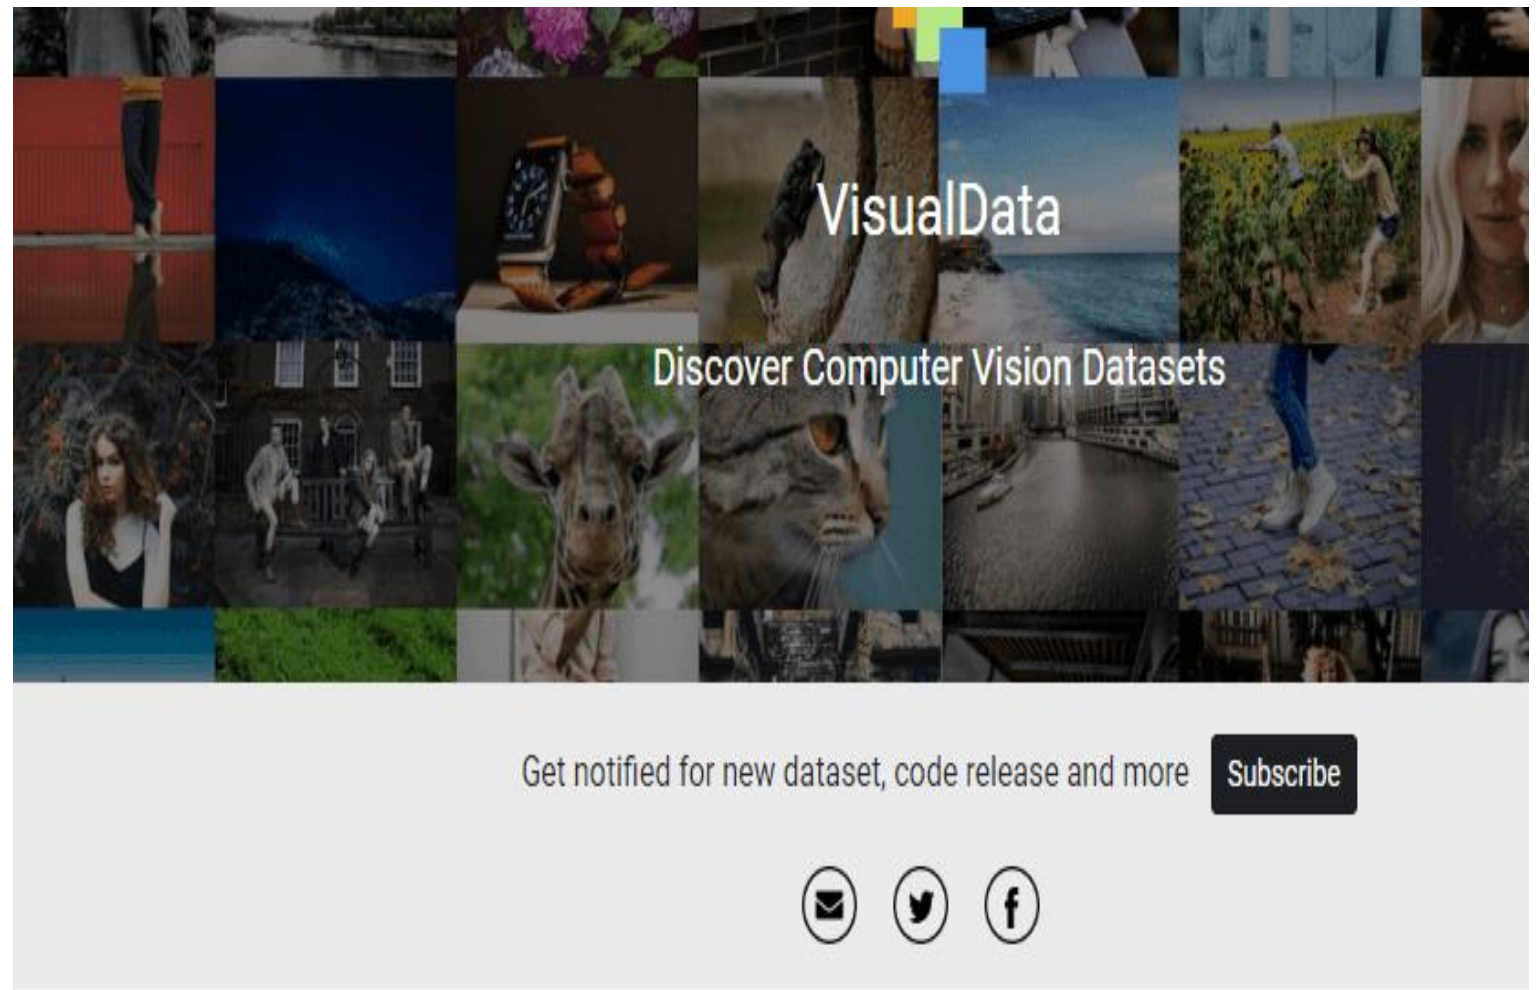 VisualData
Discover Computer Vision Datasets
Get notified for new dataset, code release and more
Subscribe